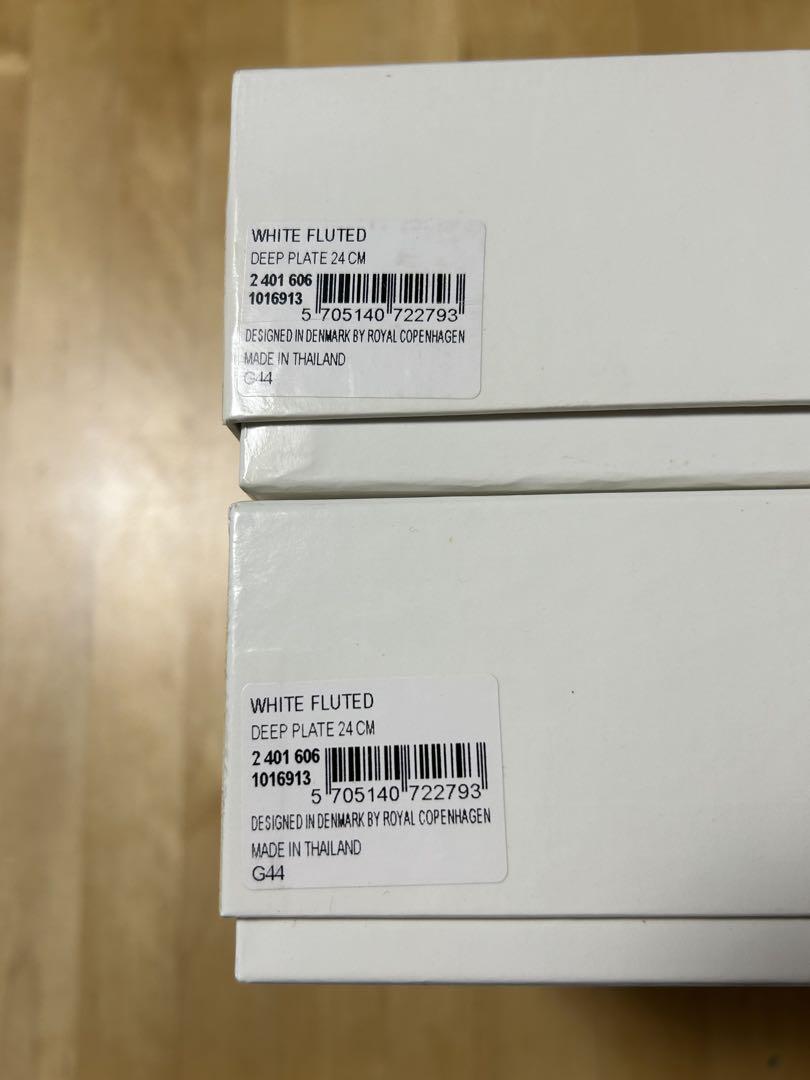 WHITE FLUTED
DEEP PLATE 24 CM
2 401 606
1016913
5 705140 722793
DESIGNED IN DENMARK BY ROYAL COPENHAGEN
MADE IN THAILAND
G44
WHITE FLUTED
DEEP PLATE 24 CM
2 401 606
1016913
5 705140 722793
DESIGNED IN DENMARK BY ROYAL COPENHAGEN
MADE IN THAILAND
G44